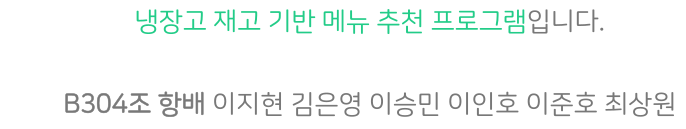 냉장고 재고 기반 메뉴 추천 프로그램입니다.
B304조 항배 이지현 김은영 이승민 이인호 이준호 최상원